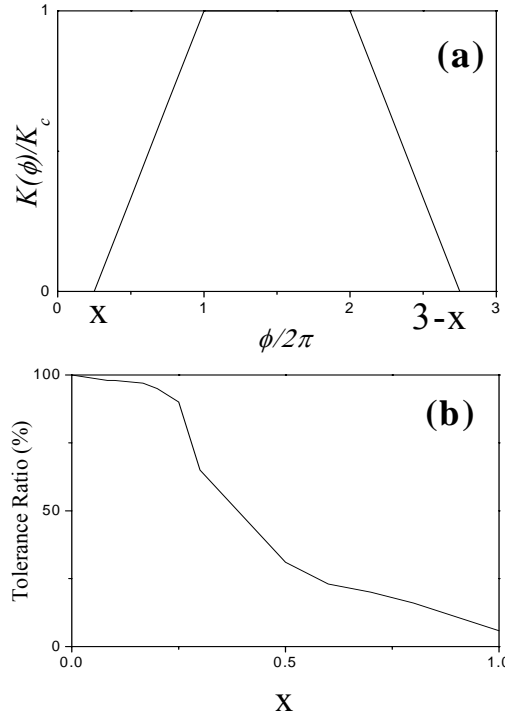 1
(a)
K(ϕ)/K_c
0
0 1 2 3
x 3-x
ϕ/2π
100
(b)
Tolerance Ratio (%)
50
0
0.0 0.5 1.0
x